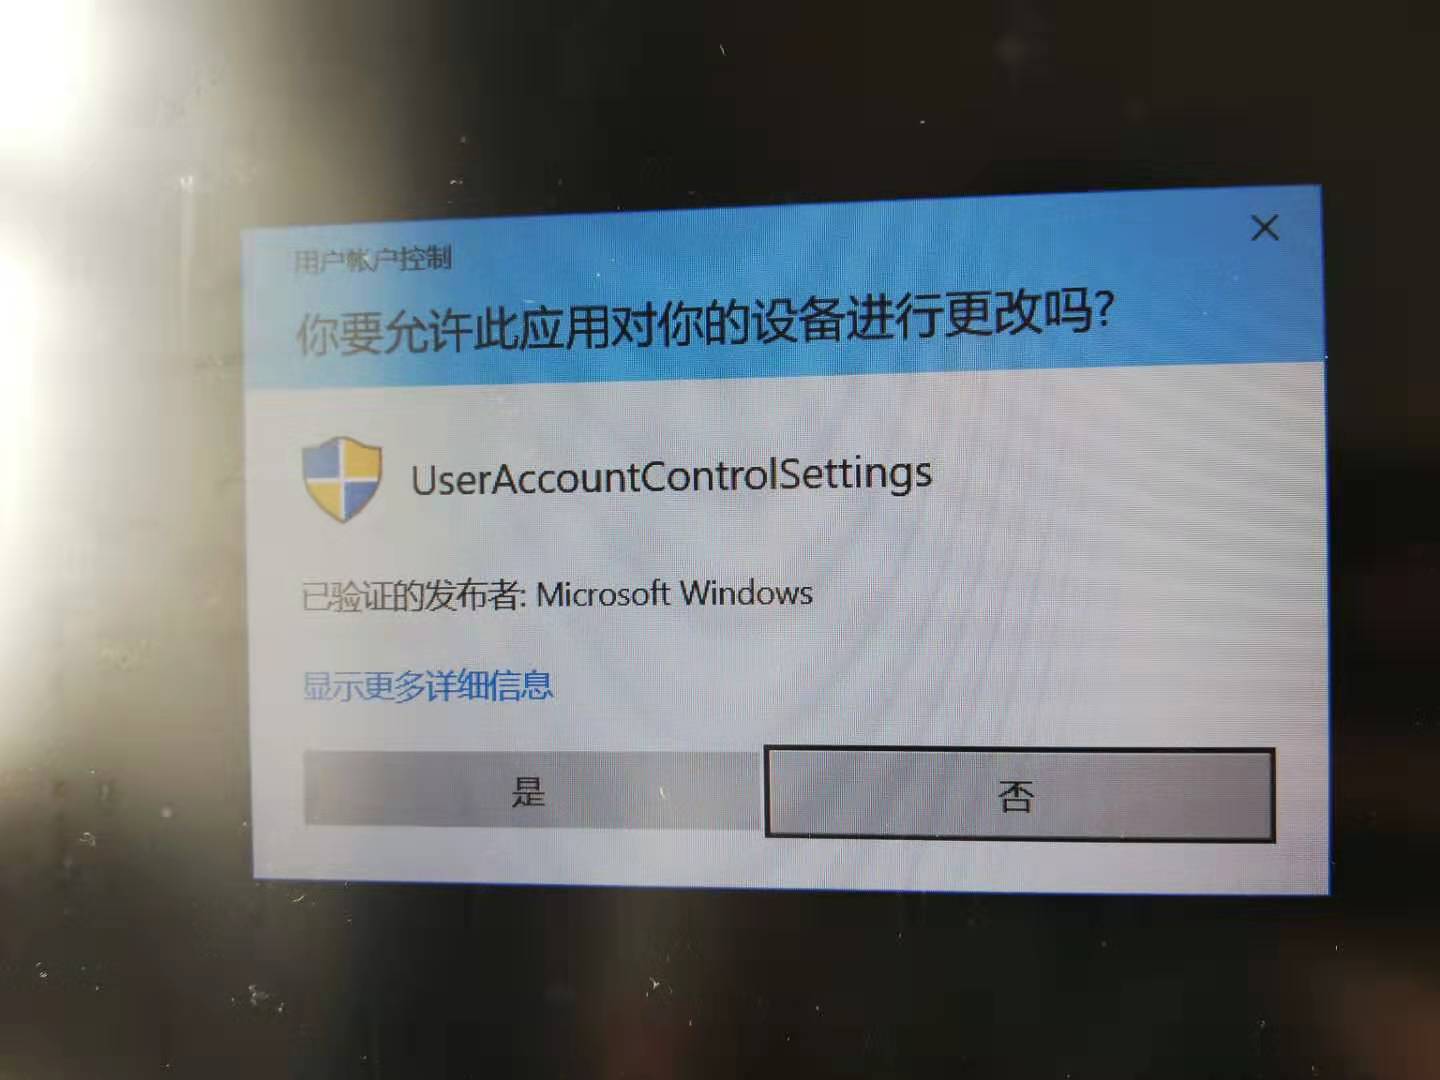 用户帐户控制
你要允许此应用对你的设备进行更改吗?
UserAccountControlSettings
已验证的发布者: Microsoft Windows
显示更多详细信息
是
否